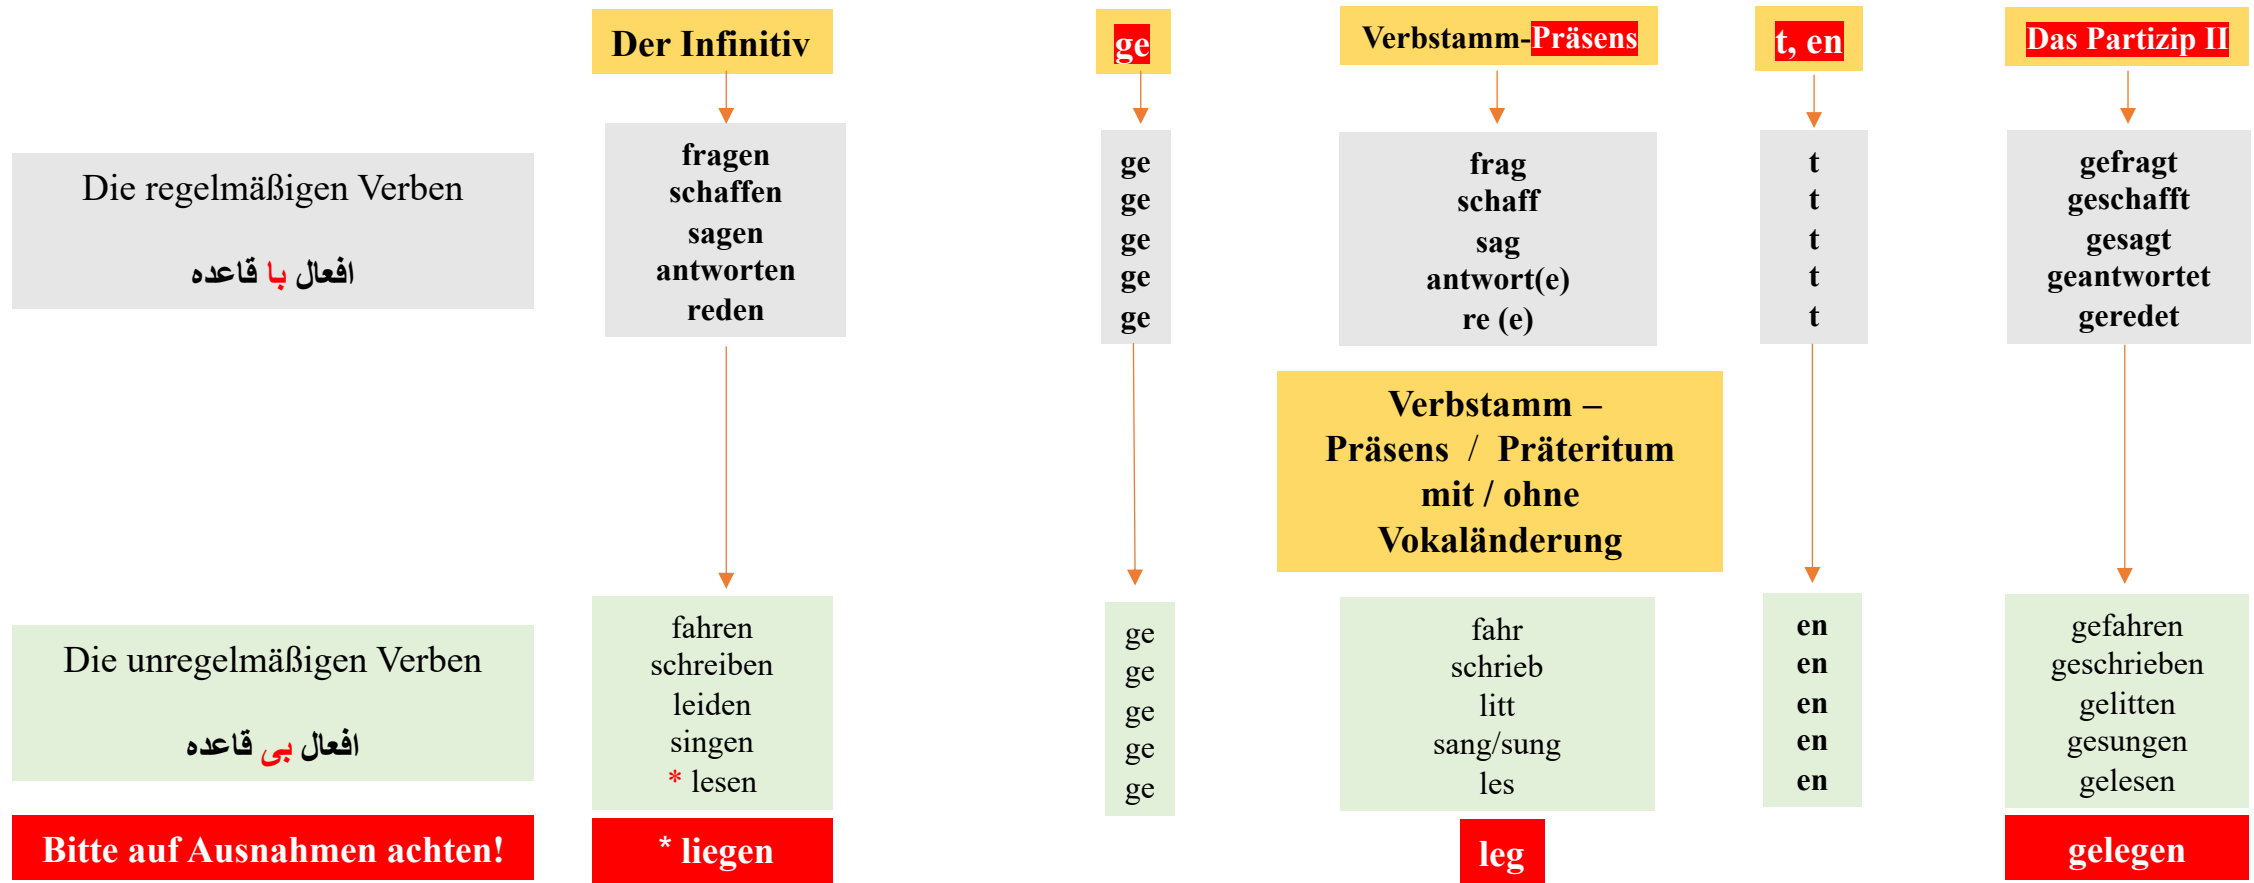 Der Infinitiv
ge
Verbstamm-Präsens
t, en
Das Partizip II
Die regelmäßigen Verben
افعال با قاعده
fragen
schaffen
sagen
antworten
reden
ge
ge
ge
ge
ge
frag
schaff
sag
antwort(e)
re (e)
t
t
t
t
t
gefragt
geschafft
gesagt
geantwortet
geredet
Verbstamm –
Präsens / Präteritum
mit / ohne
Vokaländerung
Die unregelmäßigen Verben
افعال بی قاعده
fahren
schreiben
leiden
singen
* lesen
ge
ge
ge
ge
ge
fahr
schrieb
litt
sang/sung
les
en
en
en
en
en
gefahren
geschrieben
gelitten
gesungen
gelesen
Bitte auf Ausnahmen achten!
* liegen
leg
gelegen